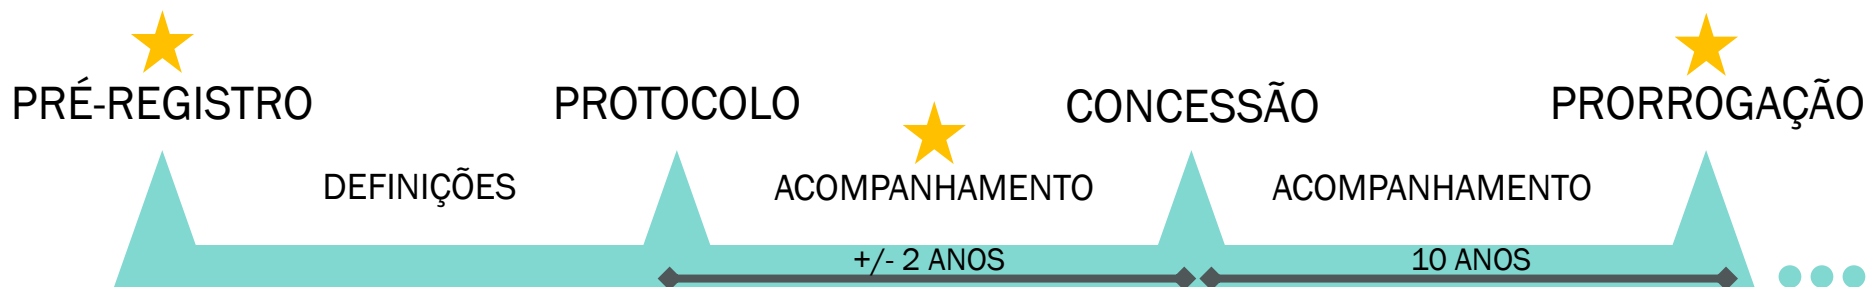 PRÉ-REGISTRO
PROTOCOLO
CONCESSÃO
PRORROGAÇÃO
DEFINIÇÕES
ACOMPANHAMENTO
ACOMPANHAMENTO
+/- 2 ANOS
10 ANOS